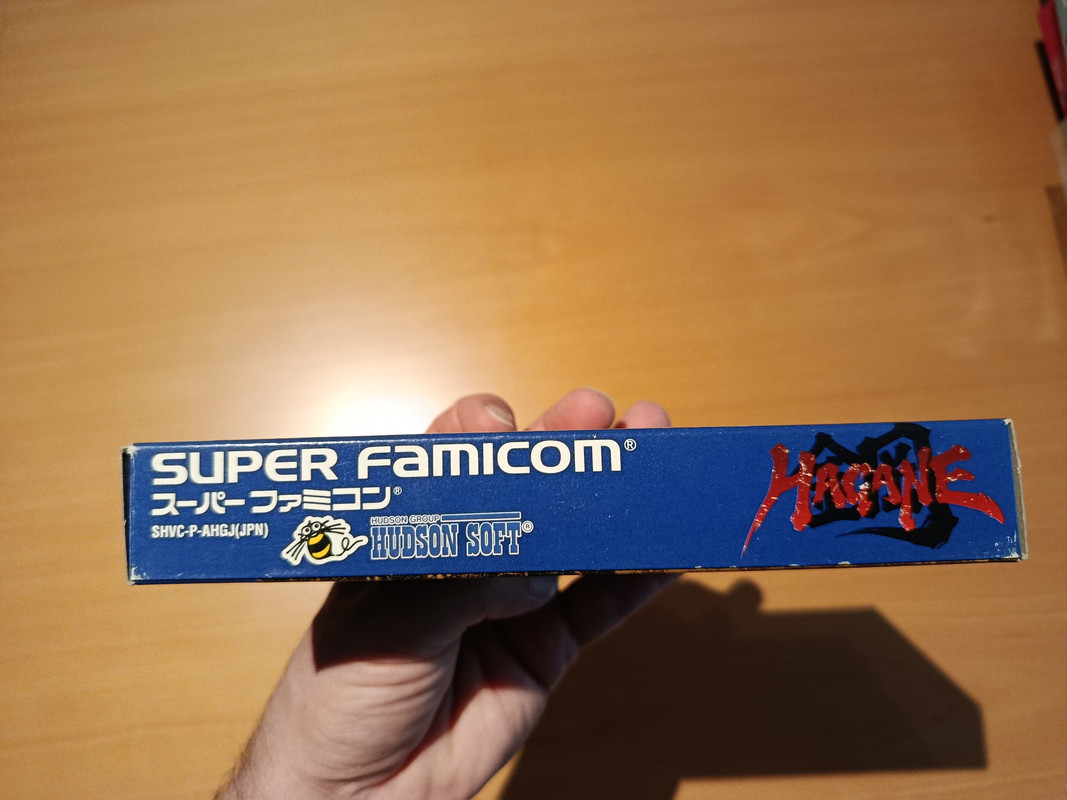 SUPER FAMICOM®
スーパーファミコン®
SHVC-P-AHGJ(JPN)
HUDSON GROUP
HUDSON SOFT®
HAGANE